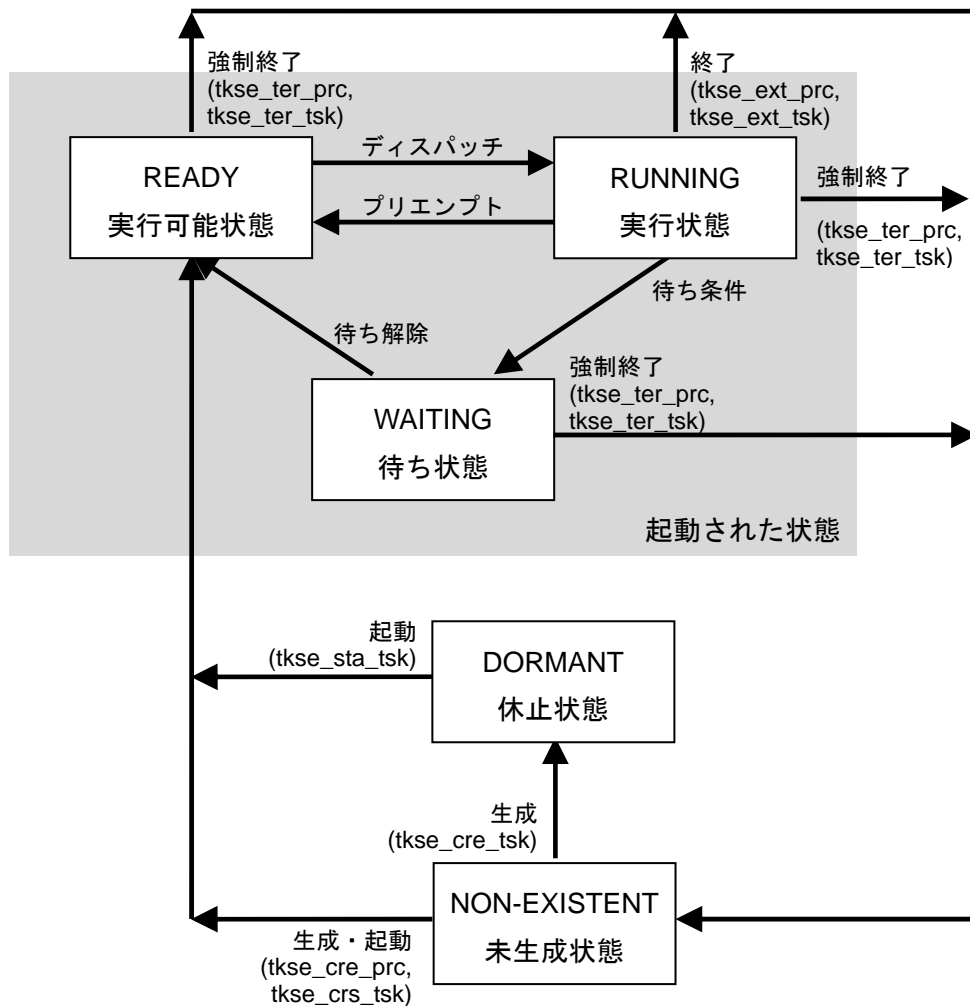 強制終了
(tkse_ter_prc,
tkse_ter_tsk)
終了
(tkse_ext_prc,
tkse_ext_tsk)
READY
実行可能状態
ディスパッチ
プリエンプト
RUNNING
実行状態
強制終了
(tkse_ter_prc,
tkse_ter_tsk)
待ち条件
待ち解除
WAITING
待ち状態
強制終了
(tkse_ter_prc,
tkse_ter_tsk)
起動された状態
起動
(tkse_sta_tsk)
DORMANT
休止状態
生成
(tkse_cre_tsk)
NON-EXISTENT
未生成状態
生成・起動
(tkse_cre_prc,
tkse_crs_tsk)